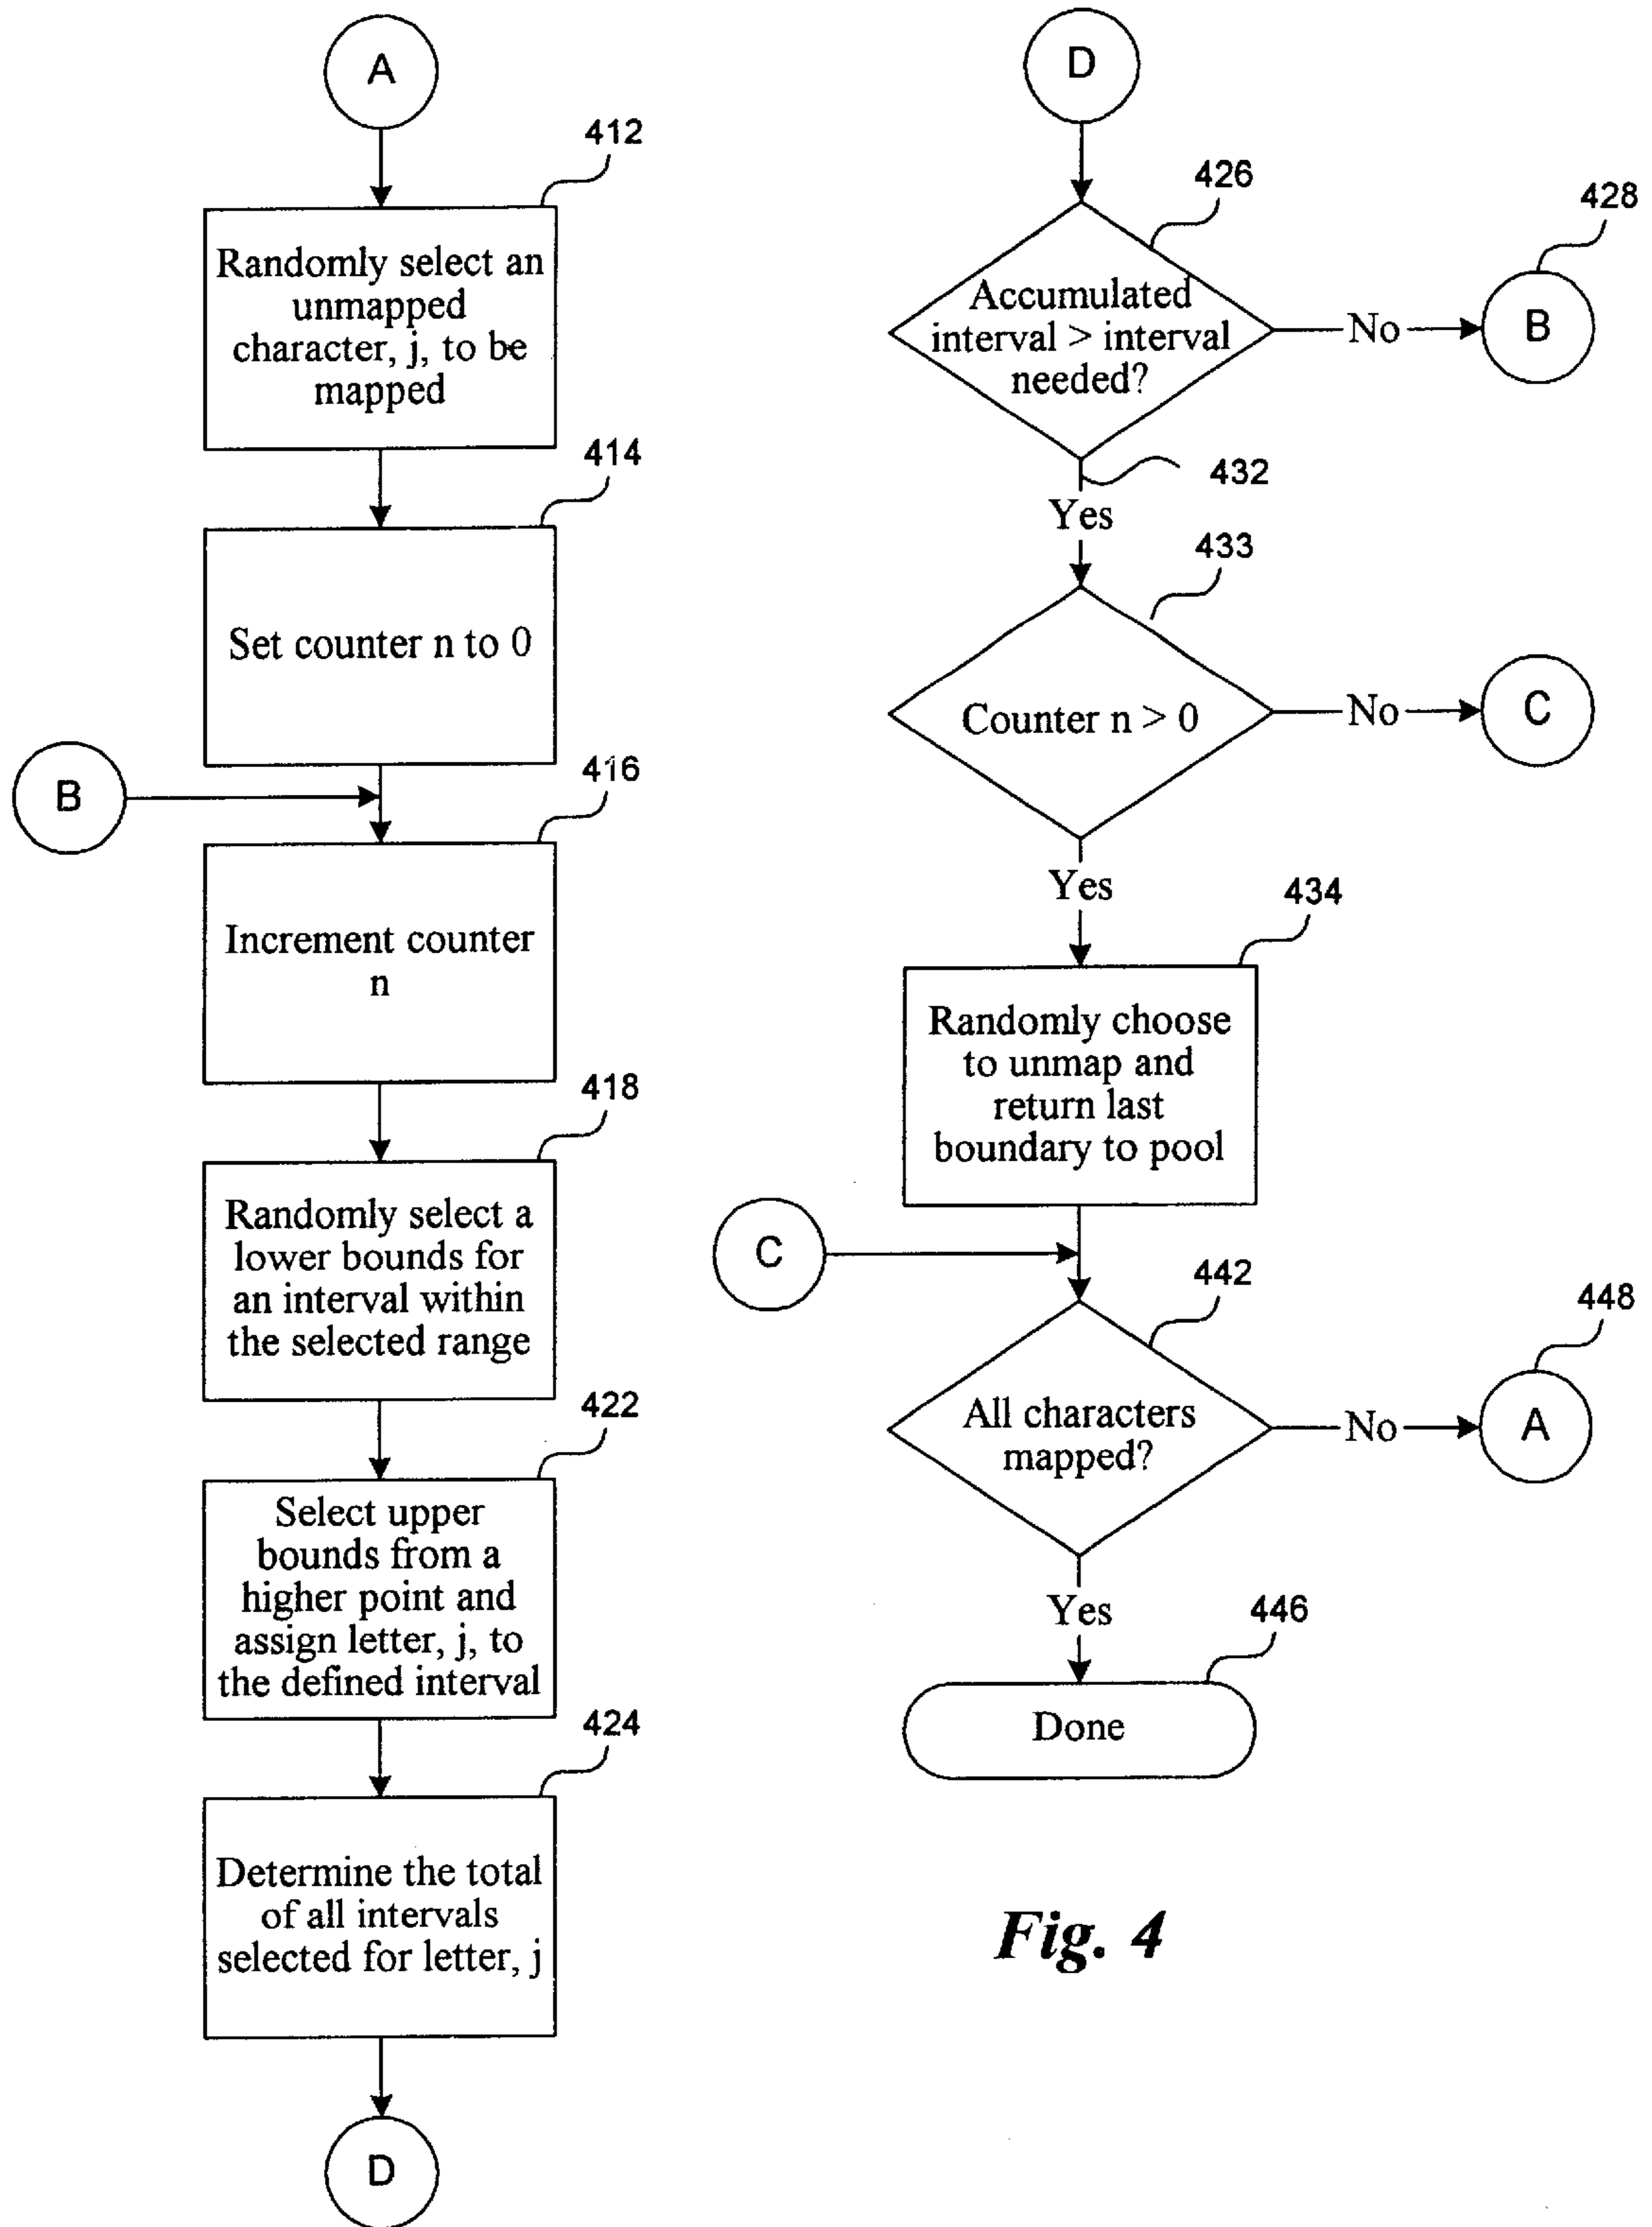 A
412
Randomly select an
unmapped
character, j, to be
mapped
414
Set counter n to 0
B
416
Increment counter
n
418
Randomly select a
lower bounds for
an interval within
the selected range
422
Select upper
bounds from a
higher point and
assign letter, j, to
the defined interval
424
Determine the total
of all intervals
selected for letter, j
D
D
426
Accumulated
interval > interval
needed?
No
428
B
432
Yes
433
Counter n > 0
No
C
Yes
434
Randomly choose
to unmap and
return last
boundary to pool
C
442
All characters
mapped?
No
448
A
Yes
446
Done
Fig. 4